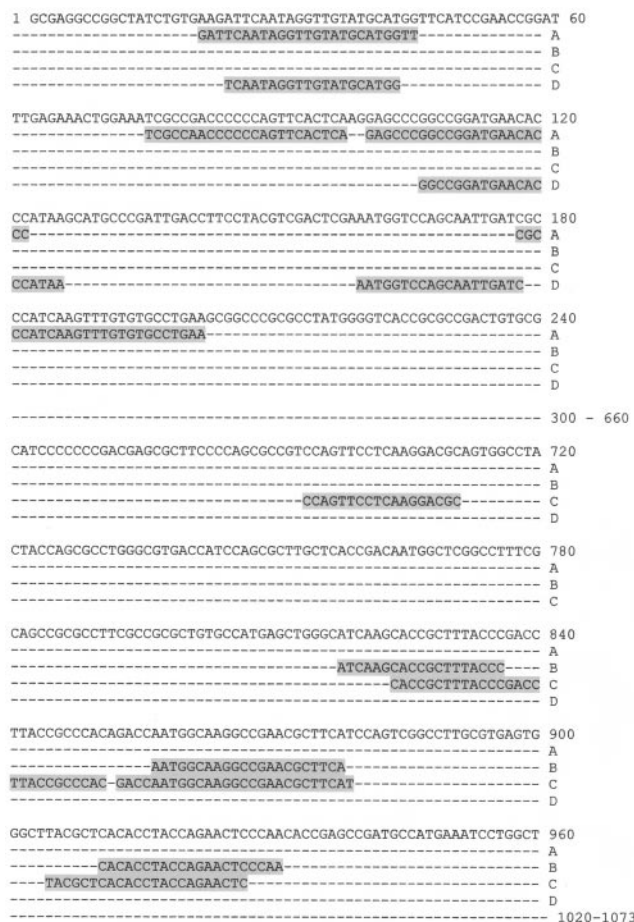 1 GCGAGGCCGGCTATCTGTGAAGATTCAATAGGTTGTATGCATGGTTCATCCGAACCGGAT 60
---------------------GATTCAATAGGTTGTATGCATGGTT-------------- A
------------------------------------------------------------ B
------------------------------------------------------------ C
------------------------TCAATAGGTTGTATGCATGG---------------- D
TTGAGAAACTGGAAATCGCCGACCCCCCAGTTCACTCAAGGAGCCCGGCCGGATGAACAC 120
---------------TCGCCAACCCCCCAGTTCACTCA--GAGCCCGGCCGGATGAACAC A
------------------------------------------------------------ B
------------------------------------------------------------ C
----------------------------------------------GGCCGGATGAACAC D
CCATAAGCATGCCCGATTGACCTTCCTACGTCGACTCGAAATGGTCCAGCAATTGATCGC 180
CC-------------------------------------------------------CGC A
------------------------------------------------------------ B
------------------------------------------------------------ C
CCATAA---------------------------------AATGGTCCAGCAATTGATC-- D
CCATCAAGTTTGTGTGCCTGAAGCGGCCCGCGCCTATGGGGTCACCGCGCCGACTGTGCG 240
CCATCAAGTTTGTGTGCCTGAA-------------------------------------- A
------------------------------------------------------------ B
------------------------------------------------------------ C
------------------------------------------------------------ D
------------------------------------------------------------ 300 - 660
CATCCCCCCCGACGAGCGCTTCCCCAGCGCCGTCCAGTTCCTCAAGGACGCAGTGGCCTA 720
------------------------------------------------------------ A
------------------------------------------------------------ B
---------------------------------CCAGTTCCTCAAGGACGC--------- C
------------------------------------------------------------ D
CTACCAGCGCCTGGGCGTGACCATCCAGCGCTTGCTCACCGACAATGGCTCGGCCTTTCG 780
------------------------------------------------------------ A
------------------------------------------------------------ B
------------------------------------------------------------ C
CAGCCGCGCCTTCGCCGCGCTGTGCCATGAGCTGGGCATCAAGCACCGCTTTACCCGACC 840
------------------------------------------------------------ A
-------------------------------------ATCAAGCACCGCTTTACCC---- B
-------------------------------------------CACCGCTTTACCCGACC C
------------------------------------------------------------ D
TTACCGCCCACAGACCAATGGCAAGGCCGAACGCTTCATCCAGTCGGCCTTGCGTGAGTG 900
------------------------------------------------------------ A
----------------AATGGCAAGGCCGAACGCTTCA---------------------- B
TTACCGCCCAC-GACCAATGGCAAGGCCGAACGCTTCAT--------------------- C
------------------------------------------------------------ D
GGCTTACGCTCACACCTACCAGAACTCCCAACACCGAGCCGATGCCATGAAATCCTGGCT 960
------------------------------------------------------------ A
----------CACACCTACCAGAACTCCCAA----------------------------- B
----TACGCTCACACCTACCAGAACTC--------------------------------- C
------------------------------------------------------------ D
------------------------------------------------------------ 1020-1073